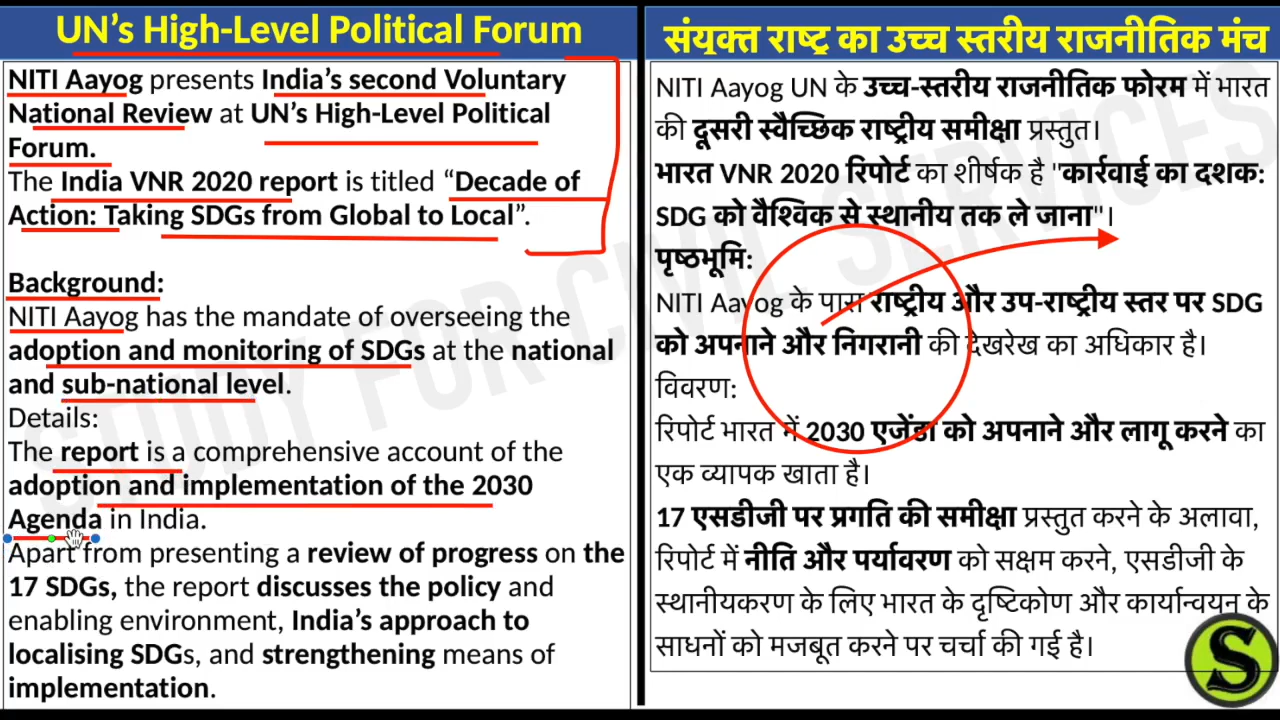 UN's High-Level Political Forum
NITI Aayog presents India's second Voluntary
National Review at UN's High-Level Political
Forum.
The India VNR 2020 report is titled “Decade of
Action: Taking SDGs from Global to Local”.
Background:
NITI Aayog has the mandate of overseeing the
adoption and monitoring of SDGs at the national
and sub-national level.
Details:
The report is a comprehensive account of the
adoption and implementation of the 2030
Agenda in India.
Apart from presenting a review of progress on the
17 SDGs, the report discusses the policy and
enabling environment, India's approach to
localising SDGs, and strengthening means of
implementation.
संयुक्त राष्ट्र का उच्च स्तरीय राजनीतिक मंच
NITI Aayog UN के उच्च-स्तरीय राजनीतिक फोरम में भारत
की दूसरी स्वैच्छिक राष्ट्रीय समीक्षा प्रस्तुत।
भारत VNR 2020 रिपोर्ट का शीर्षक है "कार्रवाई का दशक:
SDG को वैश्विक से स्थानीय तक ले जाना"।
पृष्ठभूमि:
NITI Aayog के पास राष्ट्रीय और उप-राष्ट्रीय स्तर पर SDG
को अपनाने और निगरानी की देखरेख का अधिकार है।
विवरण:
रिपोर्ट भारत में 2030 एजेंडा को अपनाने और लागू करने का
एक व्यापक खाता है।
17 एसडीजी पर प्रगति की समीक्षा प्रस्तुत करने के अलावा,
रिपोर्ट में नीति और पर्यावरण को सक्षम करने, एसडीजी के
स्थानीयकरण के लिए भारत के दृष्टिकोण और कार्यान्वयन के
साधनों को मजबूत करने पर चर्चा की गई है।
STUDY FOR CIVIL SERVICES
S